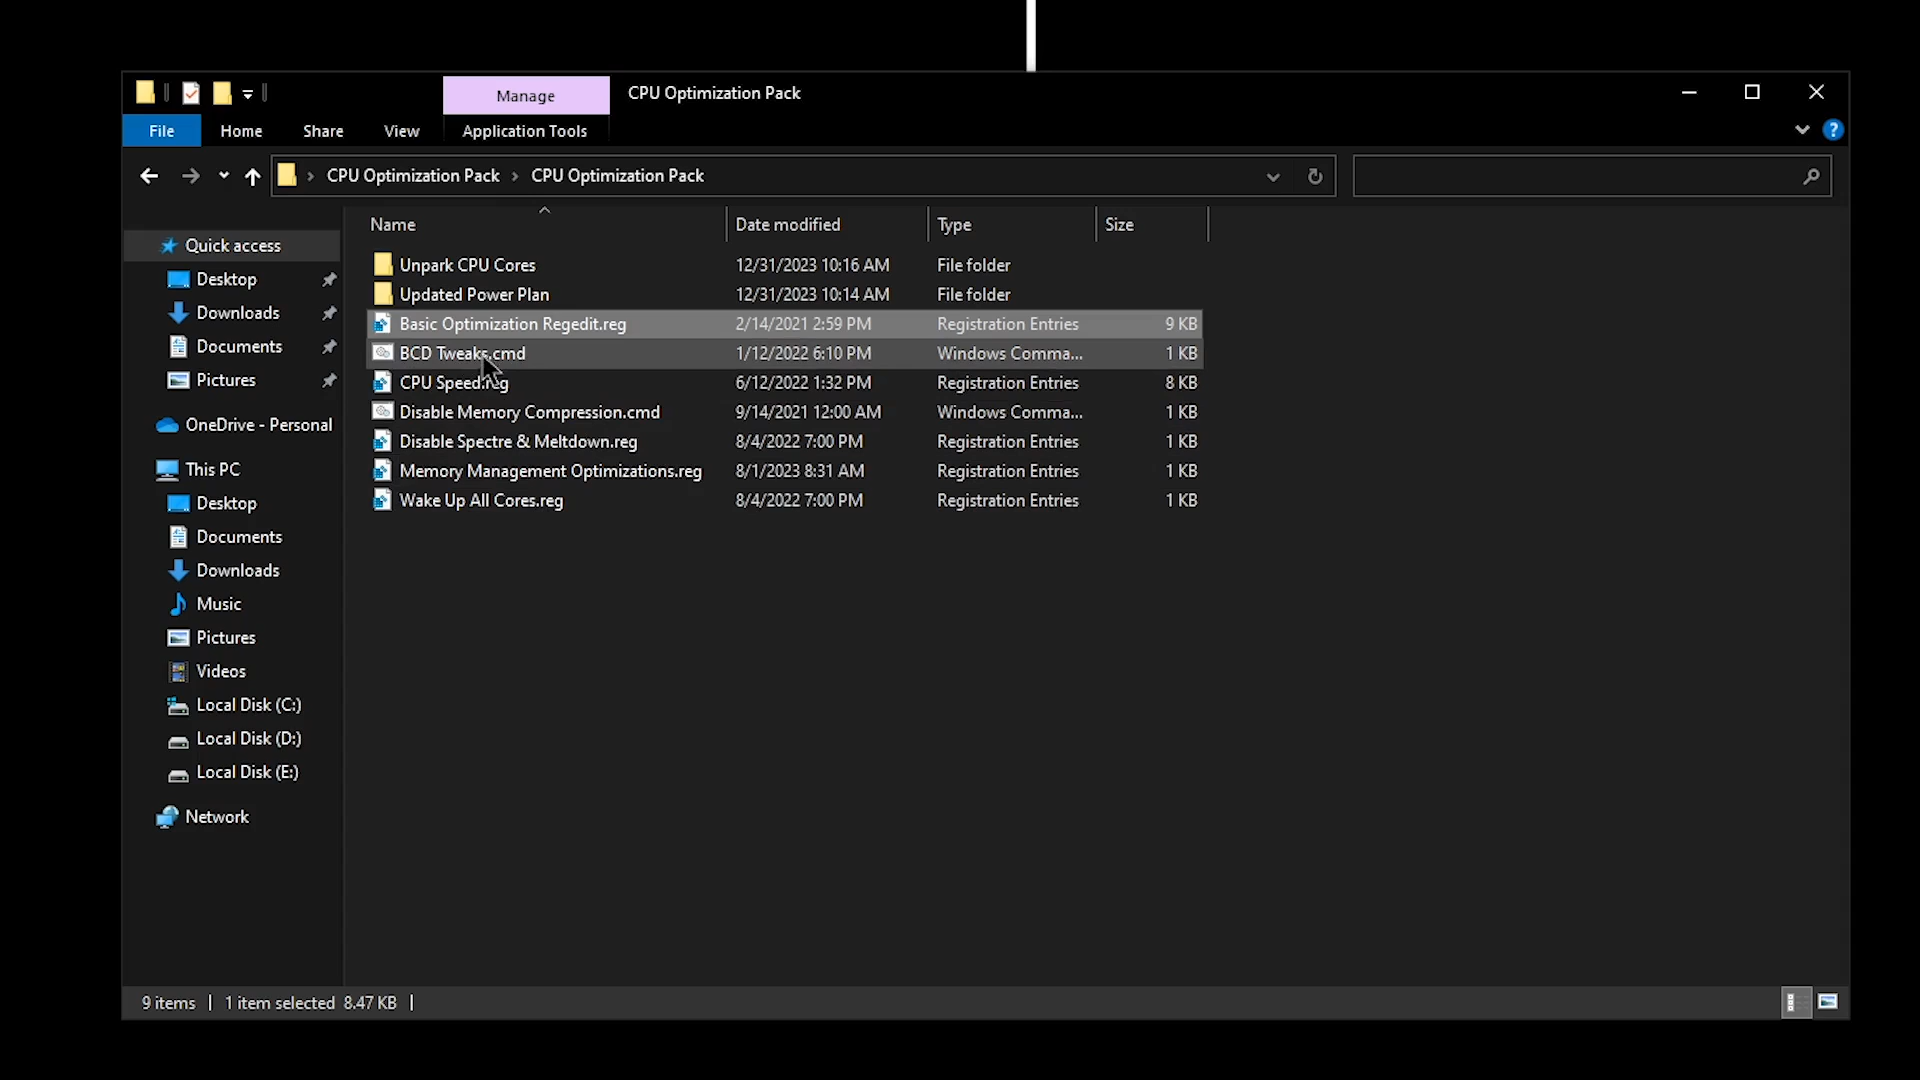 Manage
CPU Optimization Pack
File
Home
Share
View
Application Tools
?
CPU Optimization Pack > CPU Optimization Pack
Name
Date modified
Type
Size
Unpark CPU Cores 12/31/2023 10:16 AM File folder
Updated Power Plan 12/31/2023 10:14 AM File folder
Basic Optimization Regedit.reg 2/14/2021 2:59 PM Registration Entries 9 KB
BCD Tweaks.cmd 1/12/2022 6:10 PM Windows Comma... 1 KB
CPU Speed.reg 6/12/2022 1:32 PM Registration Entries 8 KB
Disable Memory Compression.cmd 9/14/2021 12:00 AM Windows Comma... 1 KB
Disable Spectre & Meltdown.reg 8/4/2022 7:00 PM Registration Entries 1 KB
Memory Management Optimizations.reg 8/1/2023 8:31 AM Registration Entries 1 KB
Wake Up All Cores.reg 8/4/2022 7:00 PM Registration Entries 1 KB
Quick access
Desktop
Downloads
Documents
Pictures
OneDrive - Personal
This PC
Desktop
Documents
Downloads
Music
Pictures
Videos
Local Disk (C:)
Local Disk (D:)
Local Disk (E:)
Network
9 items | 1 item selected 8.47 KB |